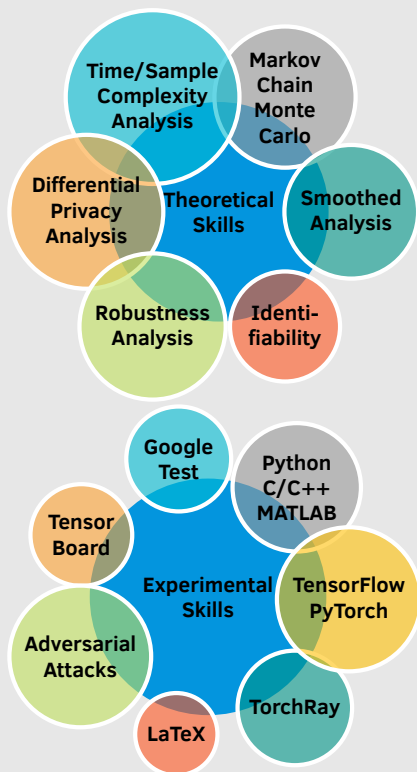 Time/Sample
Complexity
Analysis
Markov
Chain
Monte
Carlo
Differential
Privacy
Analysis
Theoretical
Skills
Smoothed
Analysis
Robustness
Analysis
Identi-
fiability
Google
Test
Python
C/C++
MATLAB
Tensor
Board
Experimental
Skills
TensorFlow
PyTorch
Adversarial
Attacks
TorchRay
LaTeX